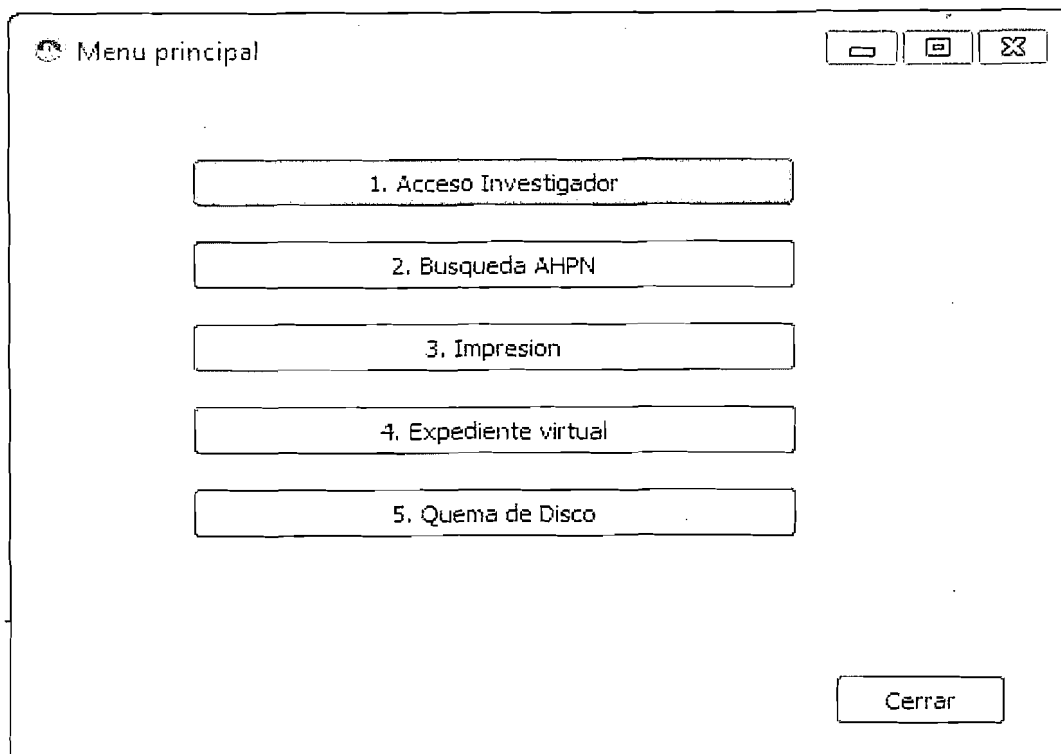 Menu principal
1. Acceso Investigador
2. Busqueda AHPN
3. Impresion
4. Expediente virtual
5. Quema de Disco
Cerrar